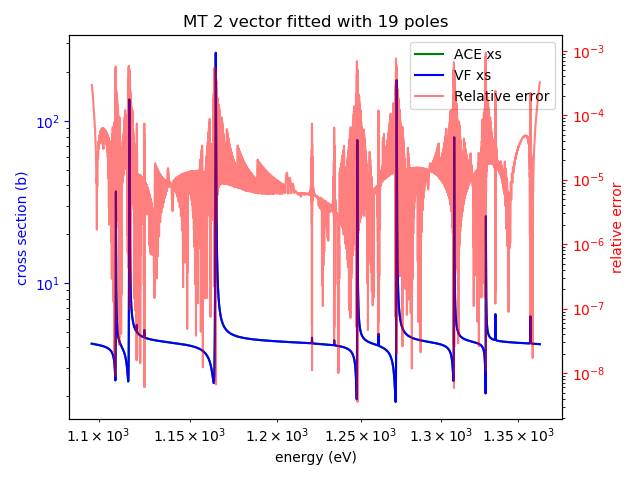 MT 2 vector fitted with 19 poles
ACE xs
VF xs
Relative error
cross section (b)
10²
10¹
relative error
10⁻³
10⁻⁴
10⁻⁵
10⁻⁶
10⁻⁷
10⁻⁸
1.1 × 10³ 1.15 × 10³ 1.2 × 10³ 1.25 × 10³ 1.3 × 10³ 1.35 × 10³
energy (eV)